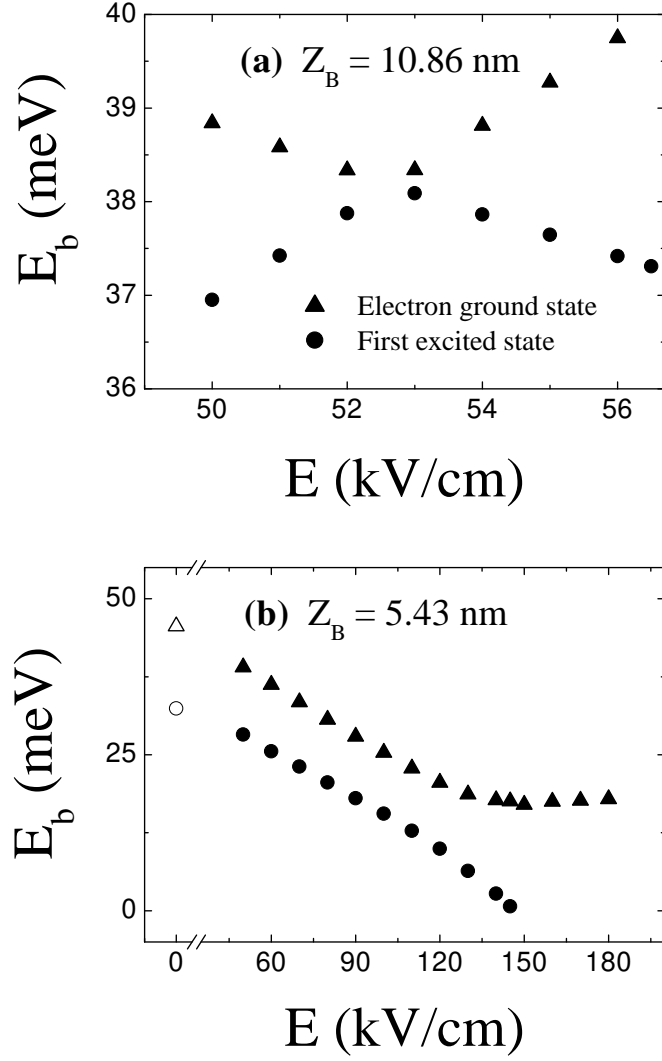 40
(a) Z_B = 10.86 nm
39
38
E_b (meV)
37
Electron ground state
First excited state
36
50 52 54 56
E (kV/cm)
50
(b) Z_B = 5.43 nm
25
E_b (meV)
0
0 60 90 120 150 180
E (kV/cm)